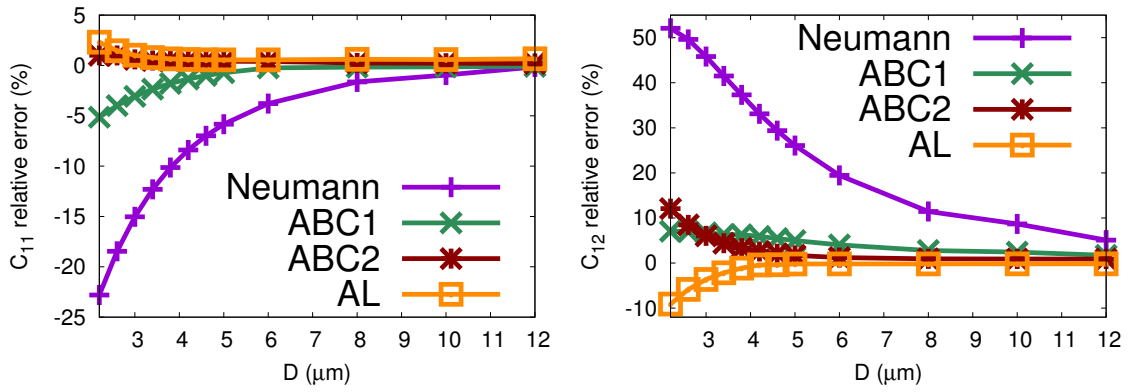 5
0
-5
-10
-15
-20
-25
C11 relative error (%)
Neumann
ABC1
ABC2
AL
3 4 5 6 7 8 9 10 11 12
D (μm)
50
40
30
20
10
0
-10
C12 relative error (%)
Neumann
ABC1
ABC2
AL
3 4 5 6 7 8 9 10 11 12
D (μm)